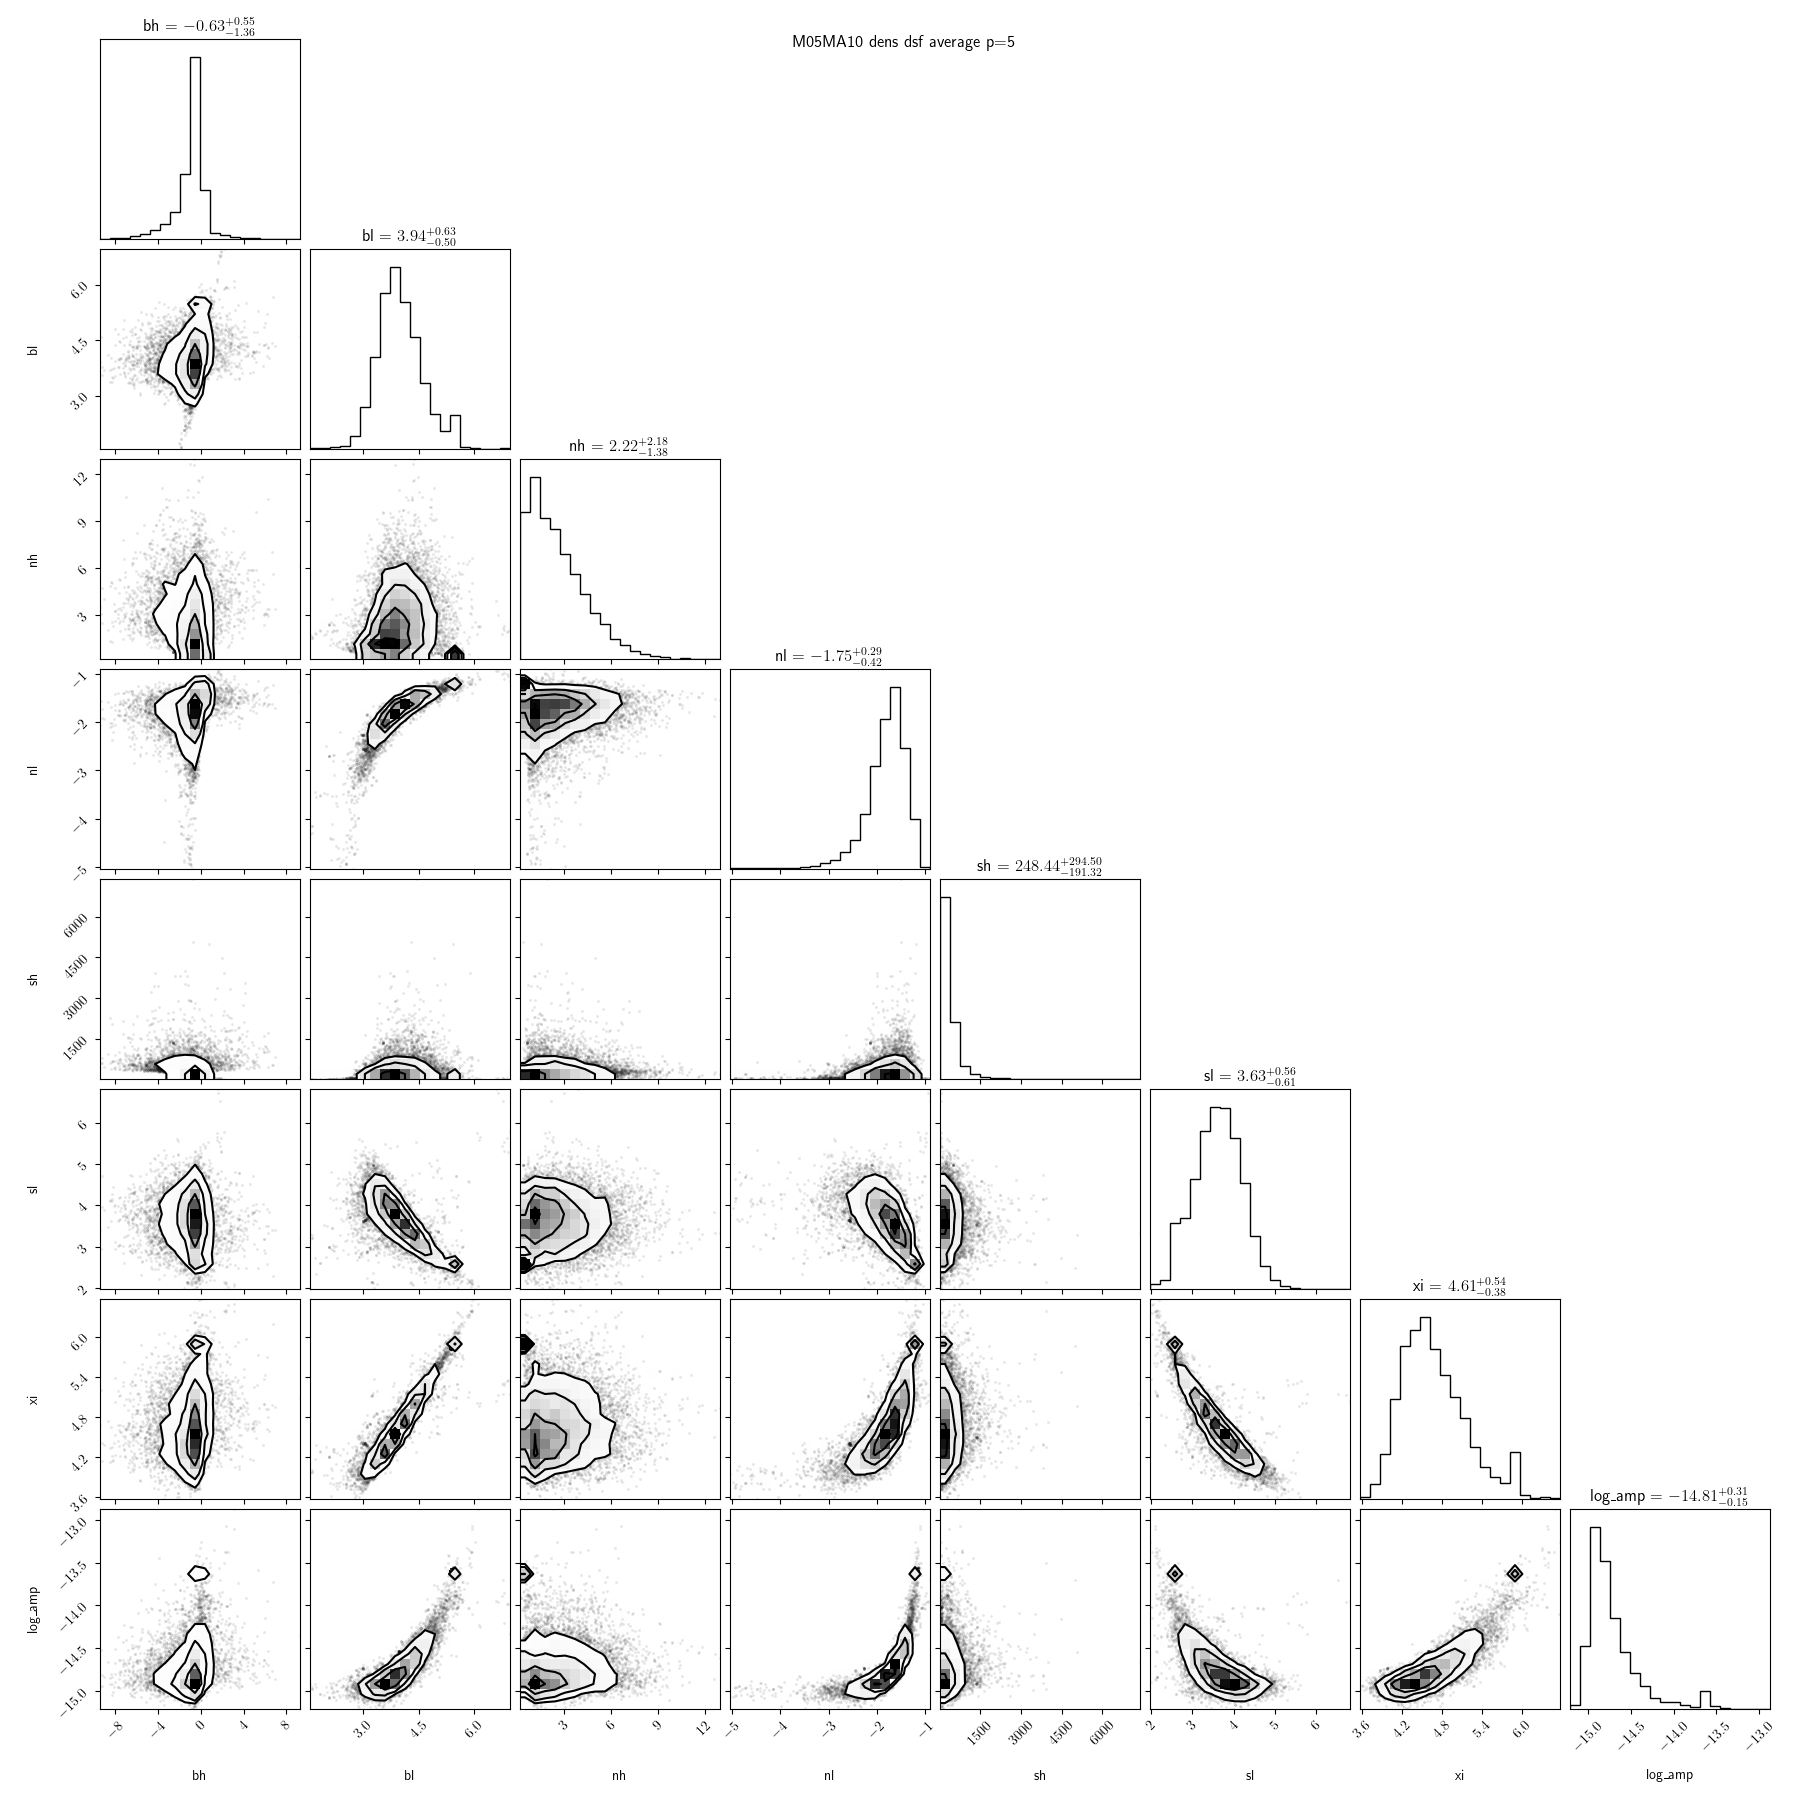 bh = −0.63+0.55−1.36
M05MA10 dens dsf average p=5
bl = 3.94+0.63−0.50
6.0
4.5
3.0
bl
nh = 2.22+2.18−1.38
12
9
6
3
nh
nl = −1.75+0.29−0.42
−1
−2
−3
−4
−5
nl
sh = 248.44+294.50−191.32
6000
4500
3000
1500
sh
sl = 3.63+0.56−0.61
6
5
4
3
2
sl
xi = 4.61+0.54−0.38
6.0
5.4
4.8
4.2
3.6
xi
log_amp = −14.81+0.31−0.15
−13.0
−13.5
−14.0
−14.5
−15.0
log_amp
−8 −4 0 4 8 3.0 4.5 6.0 3 6 9 12 −5 −4 −3 −2 −1 1500 3000 4500 6000 2 3 4 5 6 3.6 4.2 4.8 5.4 6.0 −15.0 −14.5 −14.0 −13.5 −13.0
bh bl nh nl sh sl xi log_amp